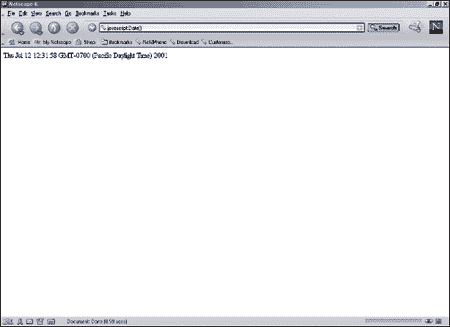 Netscape 6
File Edit View Search Go Bookmarks Tasks Help
javascript:Date() Search N
Home My Netscape Shop Bookmarks Net2Phone Download Customize...
Thu Jul 12 12:31:58 GMT-0700 (Pacific Daylight Time) 2001
Document: Done